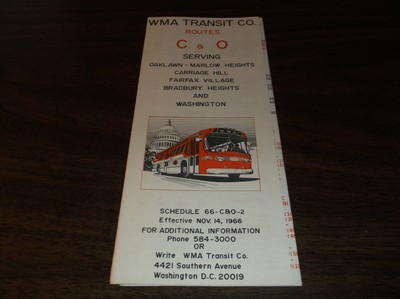 WMA TRANSIT CO.
ROUTES
C & O
SERVING
OAKLAWN - MARLOW HEIGHTS
CARRIAGE HILL
FAIRFAX VILLAGE
BRADBURY HEIGHTS
AND
WASHINGTON
SCHEDULE 66-C&O-2
Effective NOV. 14, 1966
FOR ADDITIONAL INFORMATION
Phone 584-3000
OR
Write WMA Transit Co.
4421 Southern Avenue
Washington D.C. 20019